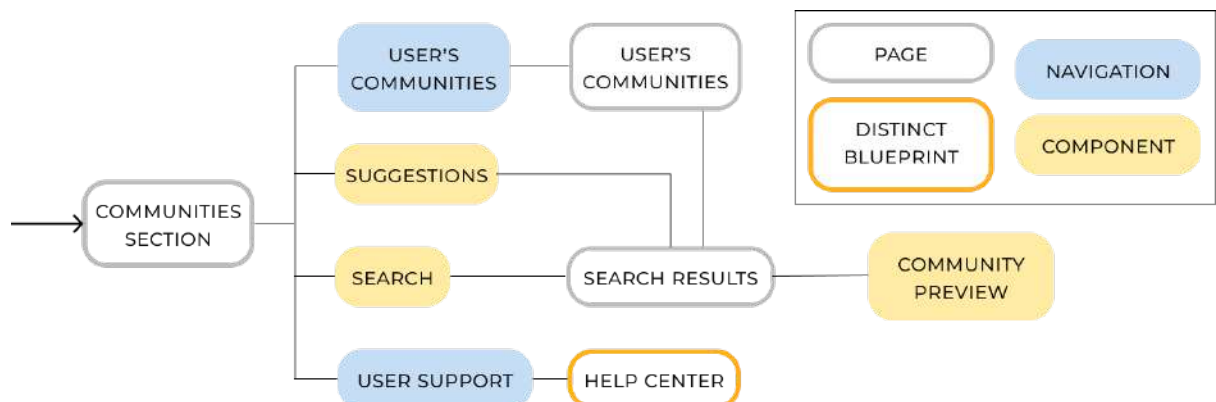 USER'S
COMMUNITIES
USER'S
COMMUNITIES
SUGGESTIONS
COMMUNITIES
SECTION
SEARCH
SEARCH RESULTS
COMMUNITY
PREVIEW
USER SUPPORT
HELP CENTER
PAGE
NAVIGATION
DISTINCT
BLUEPRINT
COMPONENT